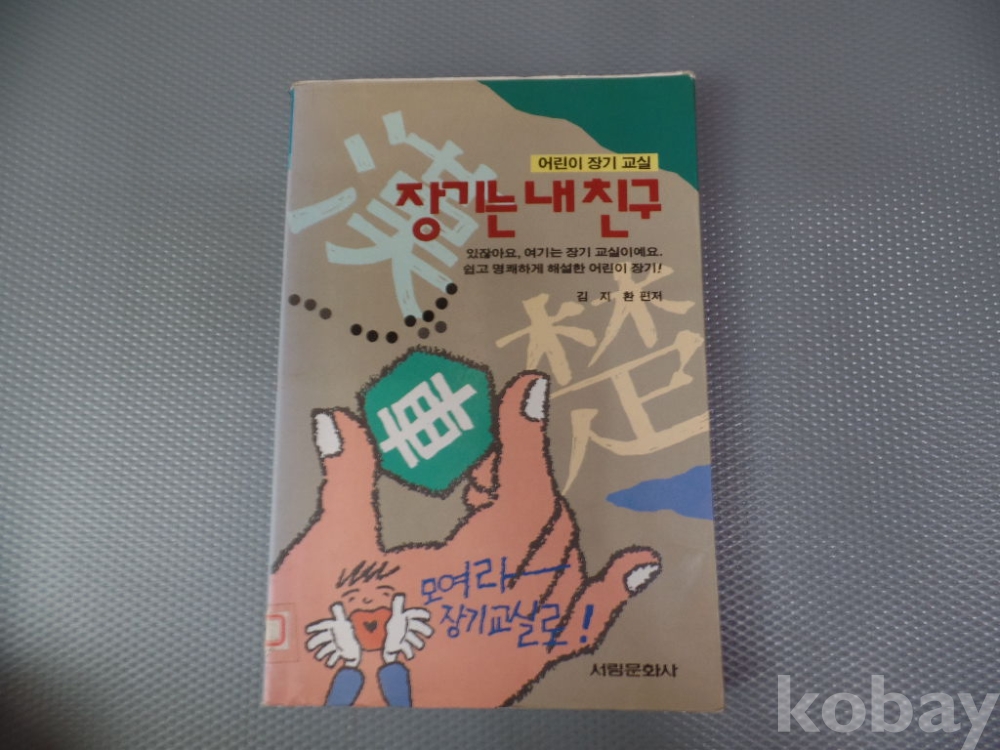 漢
어린이 장기 교실
장기는 내 친구
있잖아요, 여기는 장기 교실이예요.
쉽고 명쾌하게 해설한 어린이 장기!
김 지 환 편저
楚
車
모여라
장기교실로!
서림문화사
kobay